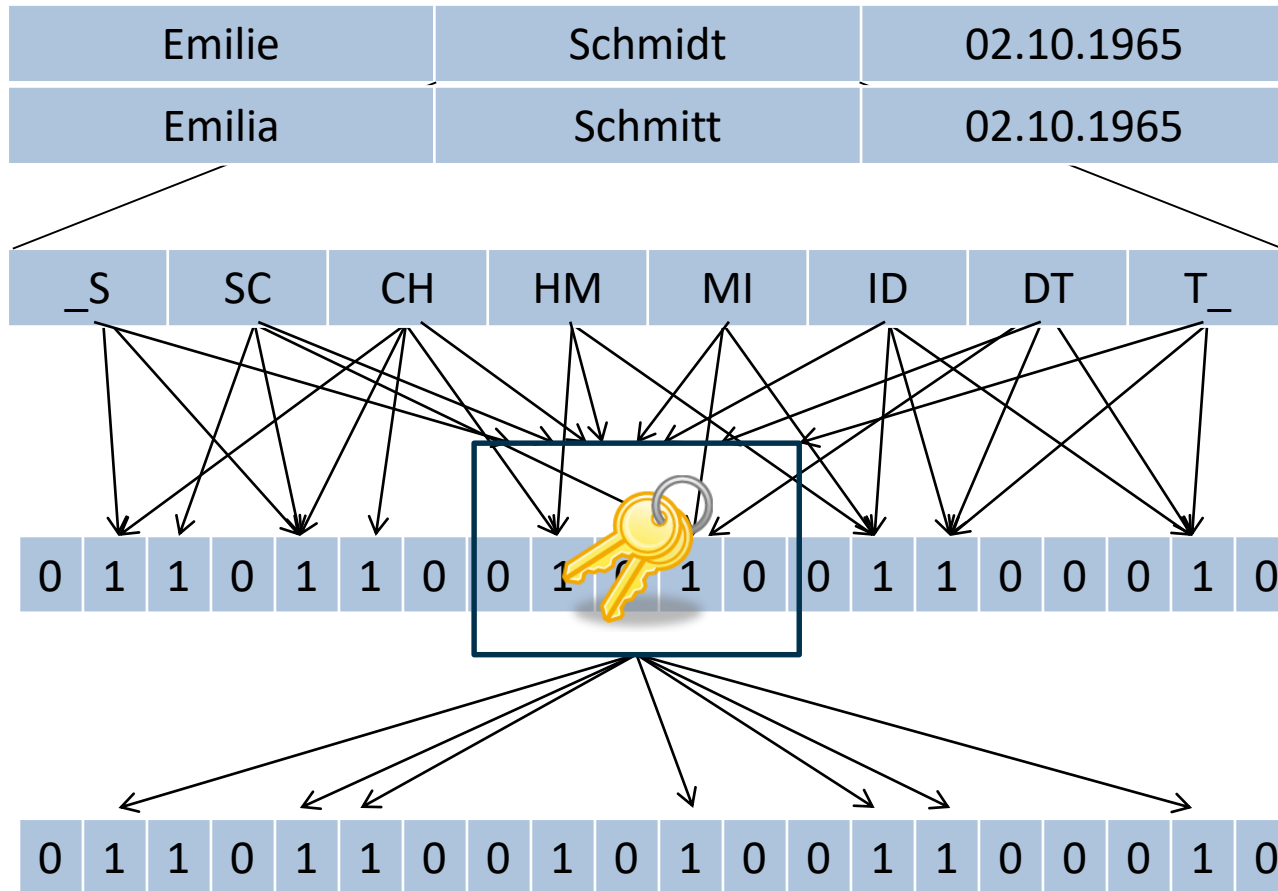 Emilie Schmidt 02.10.1965
Emilia Schmitt 02.10.1965
_S SC CH HM MI ID DT T_
0 1 1 0 1 1 0 0 1 0 1 0 0 1 1 0 0 0 1 0
0 1 1 0 1 1 0 0 1 0 1 0 0 1 1 0 0 0 1 0